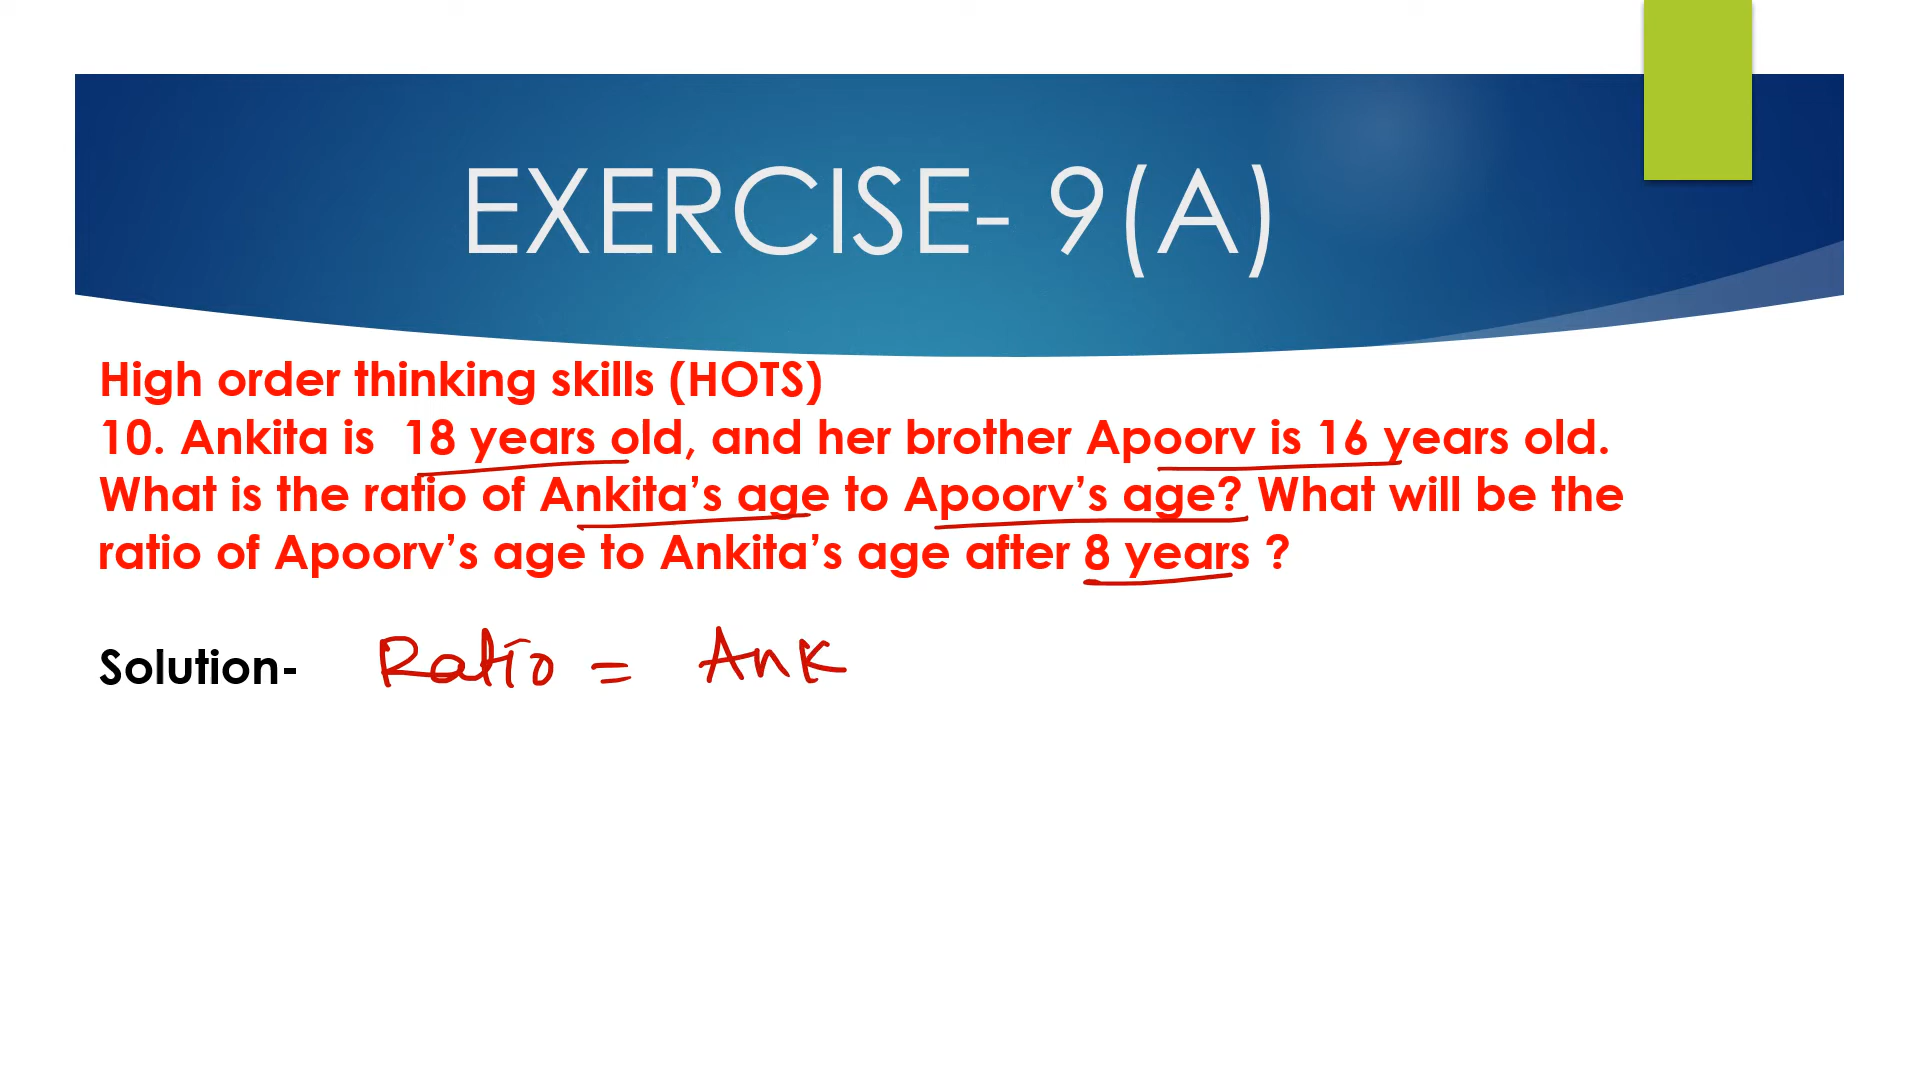 EXERCISE- 9(A)
High order thinking skills (HOTS)
10. Ankita is 18 years old, and her brother Apoorv is 16 years old.
What is the ratio of Ankita’s age to Apoorv’s age? What will be the
ratio of Apoorv’s age to Ankita’s age after 8 years ?
Solution- Ratio = Ank